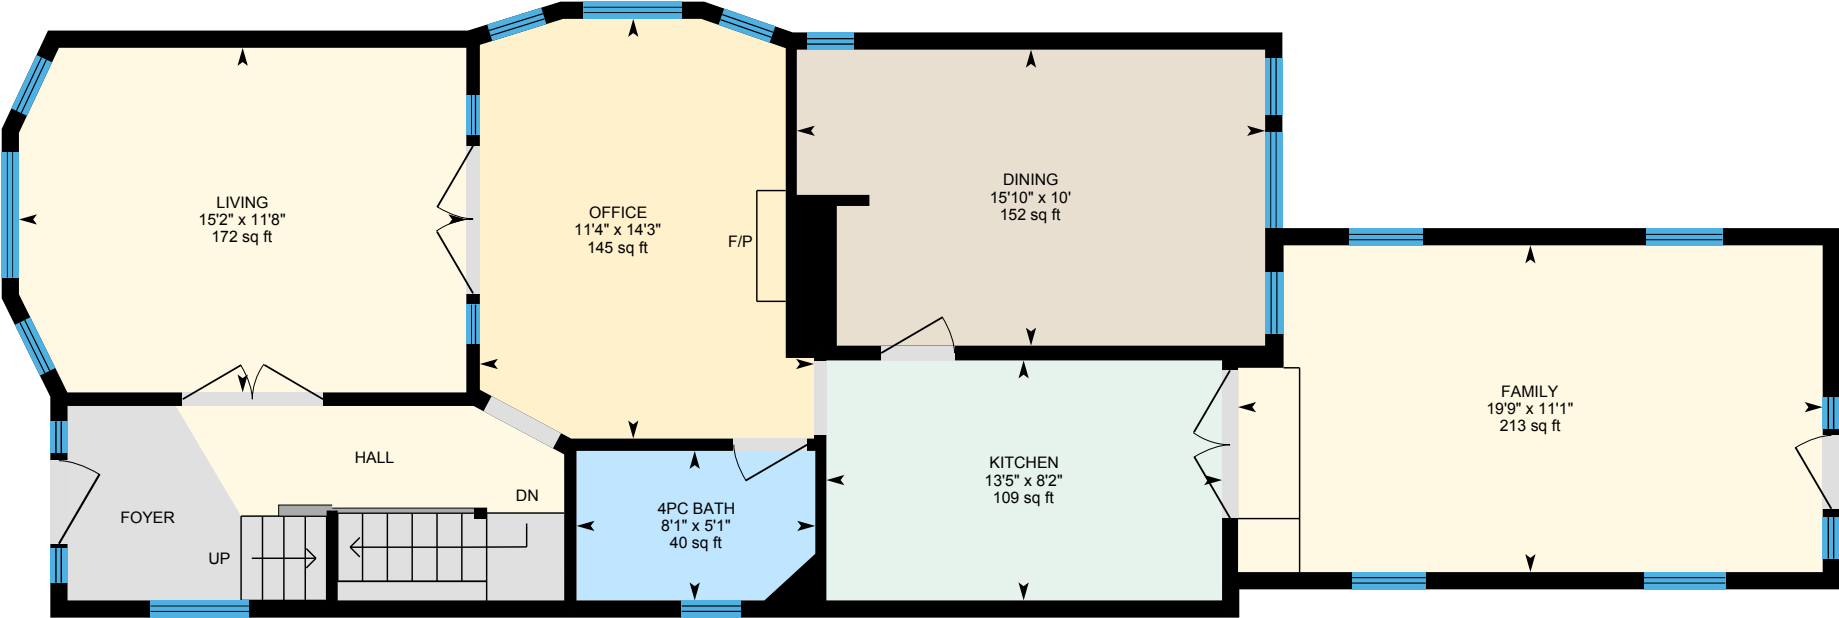 LIVING
15'2" x 11'8"
172 sq ft
OFFICE
11'4" x 14'3"
145 sq ft
F/P
DINING
15'10" x 10'
152 sq ft
FAMILY
19'9" x 11'1"
213 sq ft
HALL
FOYER
UP
DN
4PC BATH
8'1" x 5'1"
40 sq ft
KITCHEN
13'5" x 8'2"
109 sq ft